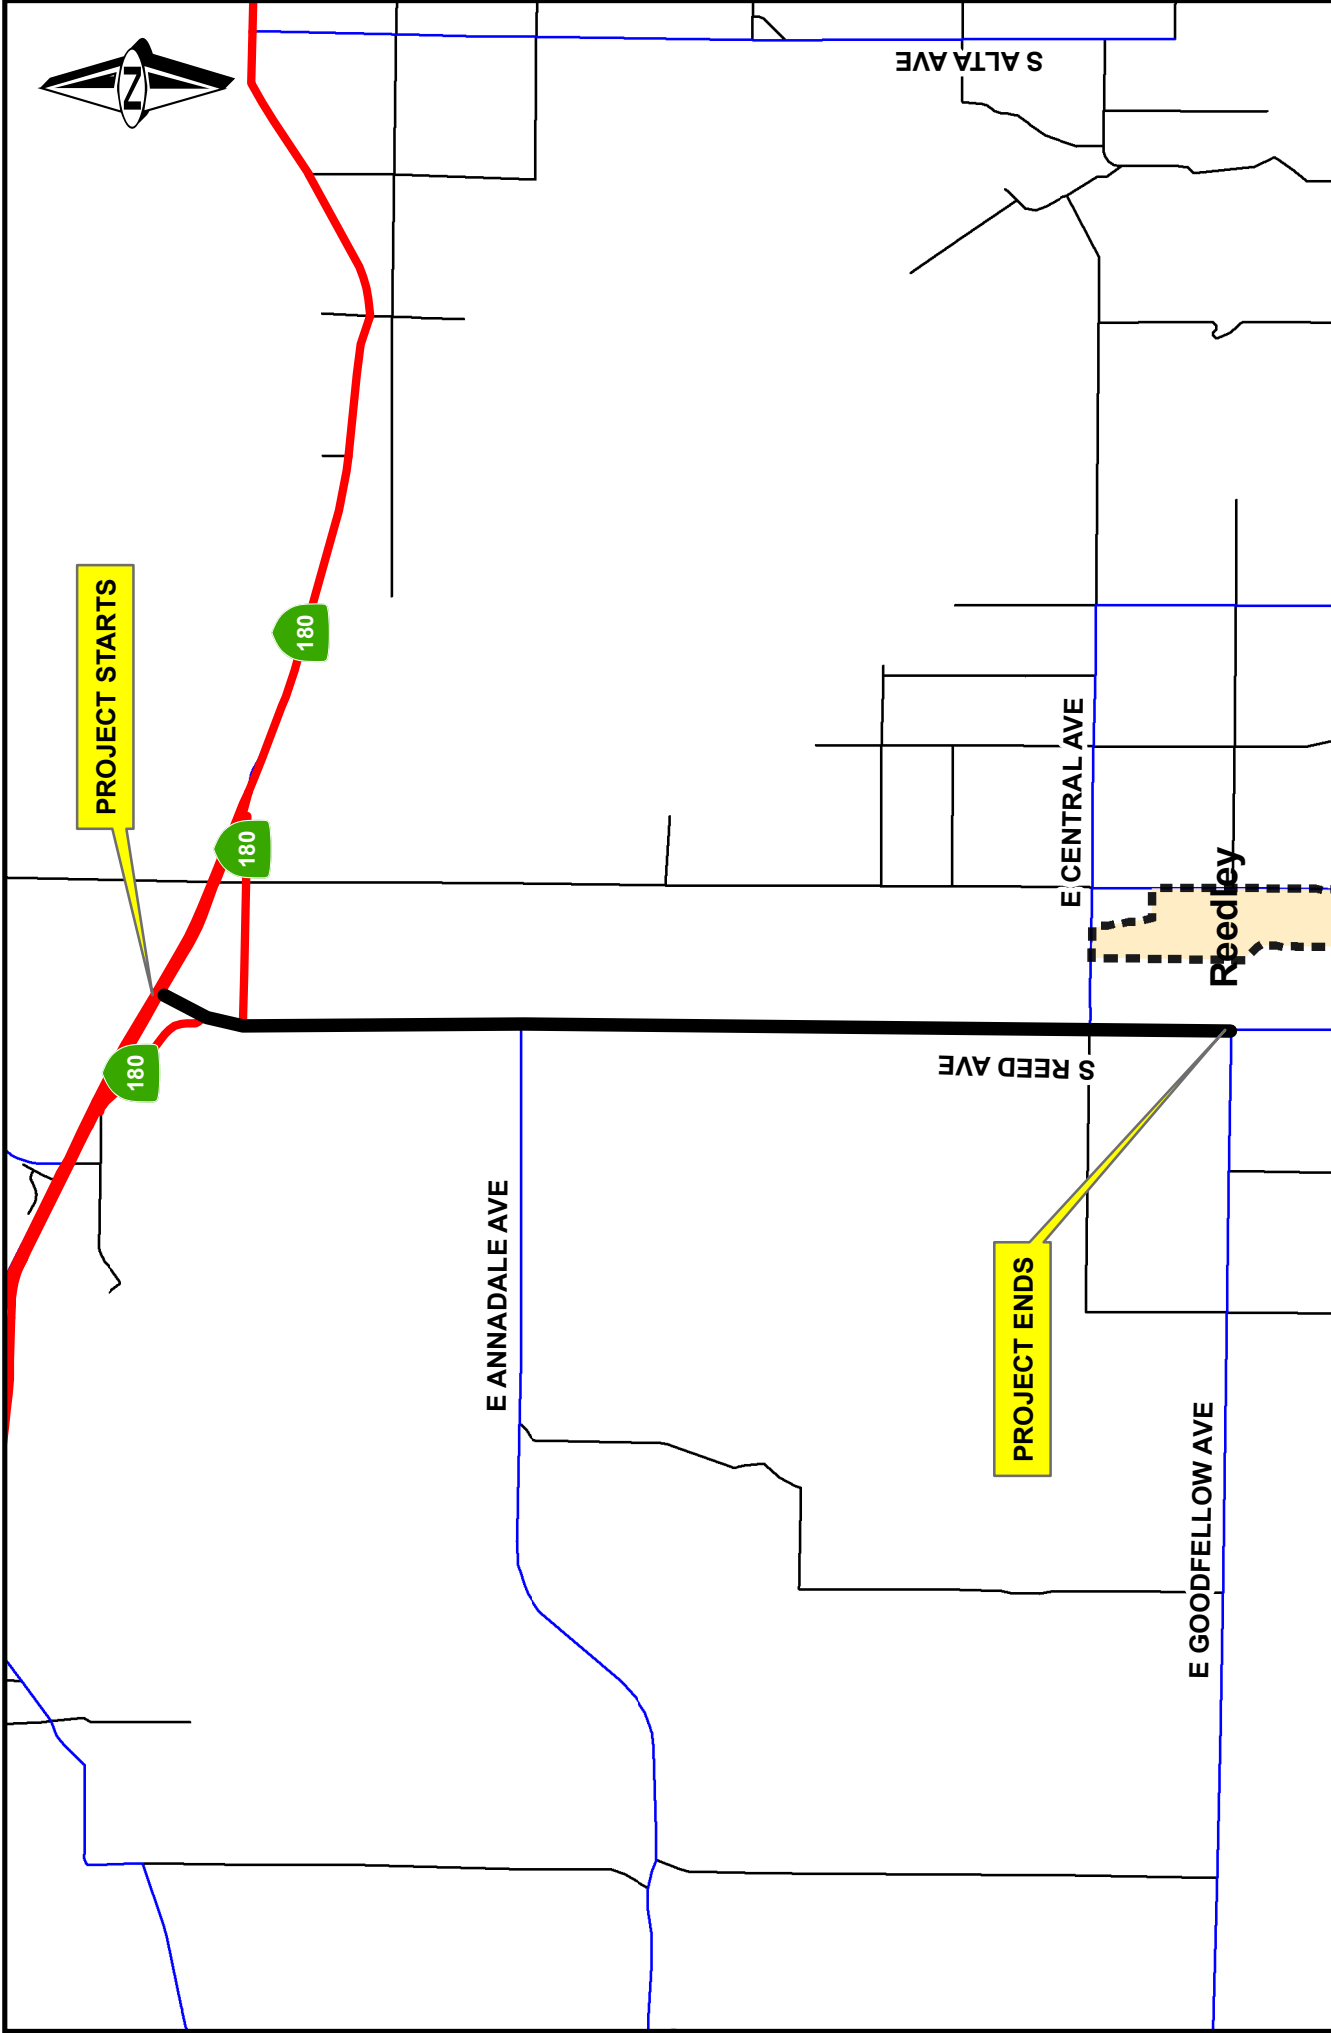 N
PROJECT STARTS
180
180
180
S ALTA AVE
E ANNADALE AVE
S REED AVE
E CENTRAL AVE
Reedley
PROJECT ENDS
E GOODFELLOW AVE